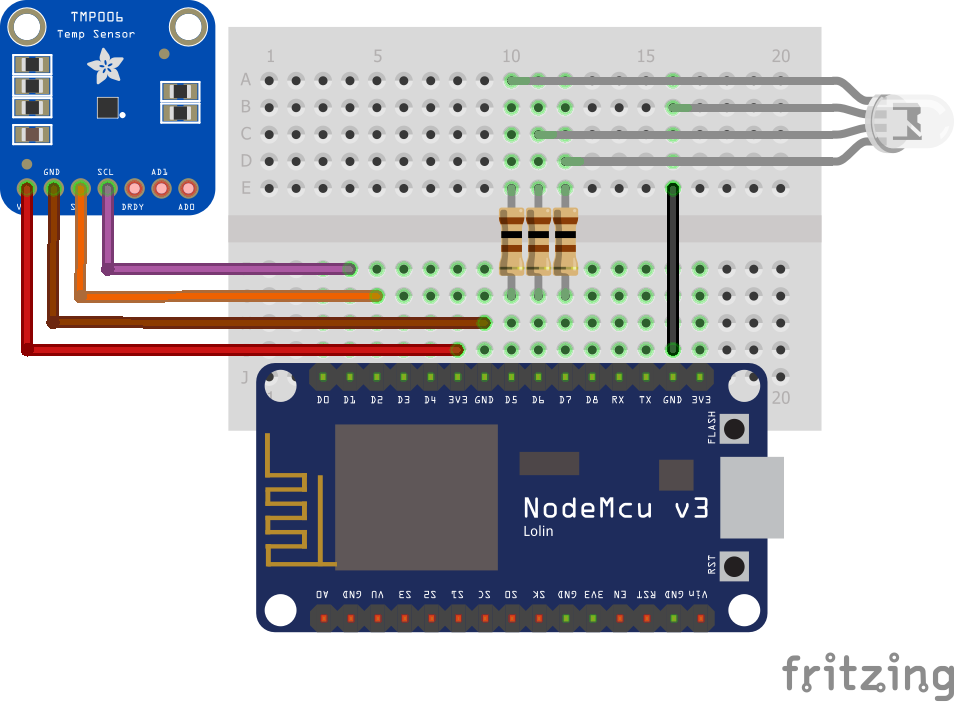 TMP006
Temp Sensor
GND SCL AD1
V S DRDY AD0
1 5 10 15 20
A
B
C
D
E
J
20
D0 D1 D2 D3 D4 3V3 GND D5 D6 D7 D8 RX TX GND 3V3
FLASH
NodeMcu v3
Lolin
RST
A0 GND VU S3 S2 S1 SC S0 SK GND 3V3 EN RST GND Vin
fritzing